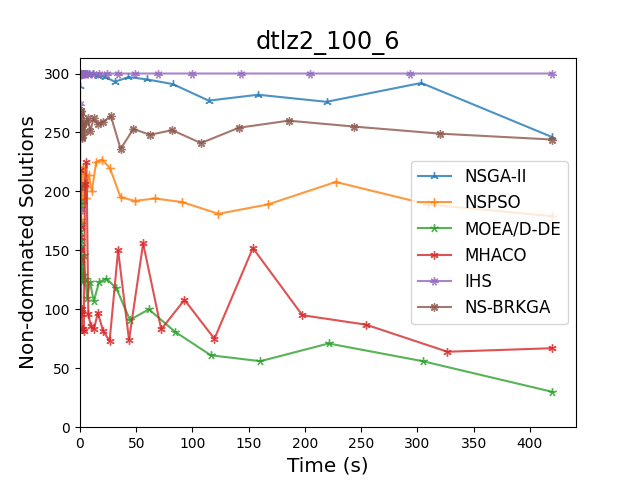 dtlz2_100_6
Non-dominated Solutions
300
250
200
150
100
50
0
NSGA-II
NSPSO
MOEA/D-DE
MHACO
IHS
NS-BRKGA
0 50 100 150 200 250 300 350 400
Time (s)